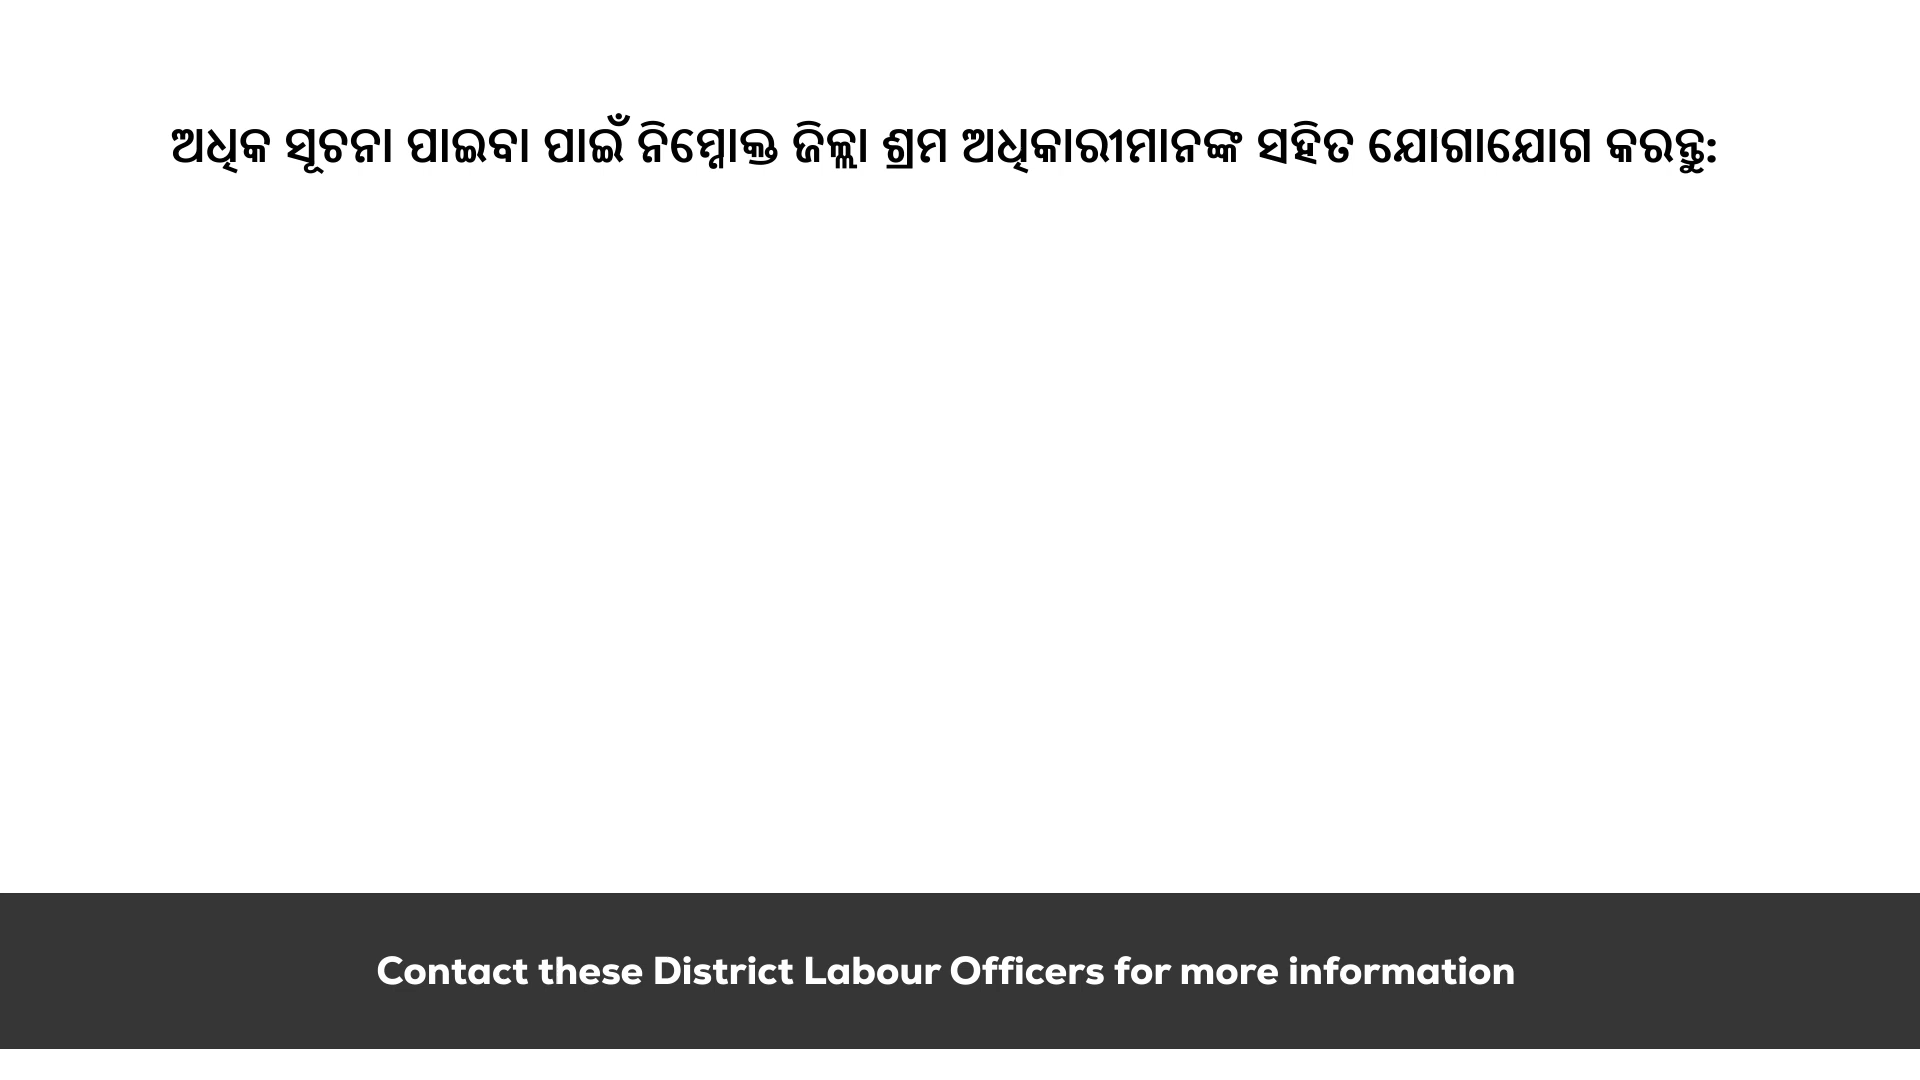 ଅଧିକ ସୂଚନା ପାଇବା ପାଇଁ ନିମ୍ନୋକ୍ତ ଜିଲ୍ଲା ଶ୍ରମ ଅଧିକାରୀମାନଙ୍କ ସହିତ ଯୋଗାଯୋଗ କରନ୍ତୁ:
Contact these District Labour Officers for more information